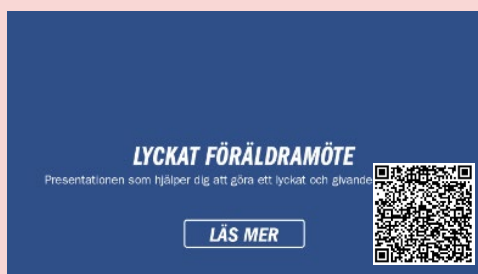 LYCKAT FÖRÄLDRAMÖTE
Presentationen som hjälper dig att göra ett lyckat och givande
LÄS MER